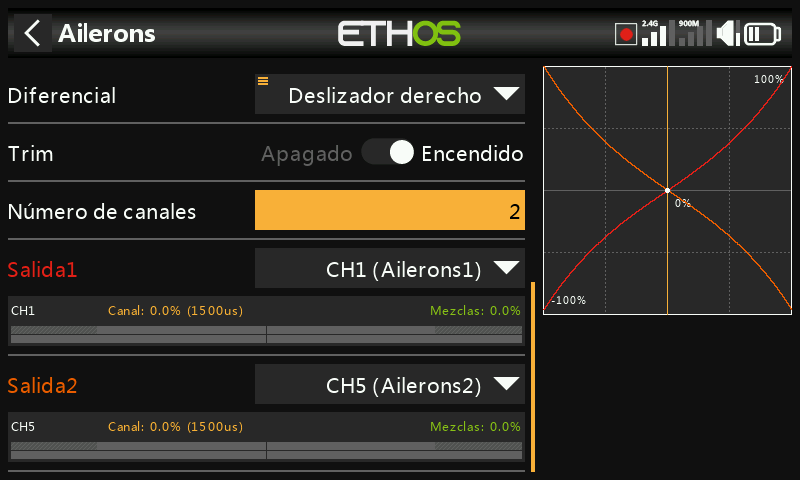 Ailerons
ETHOS
2.4G
900M
Diferencial
Deslizador derecho
Trim
Apagado
Encendido
Número de canales
2
Salida1
CH1 (Ailerons1)
CH1
Canal: 0.0% (1500us)
Mezclas: 0.0%
Salida2
CH5 (Ailerons2)
CH5
Canal: 0.0% (1500us)
Mezclas: 0.0%
100%
0%
-100%